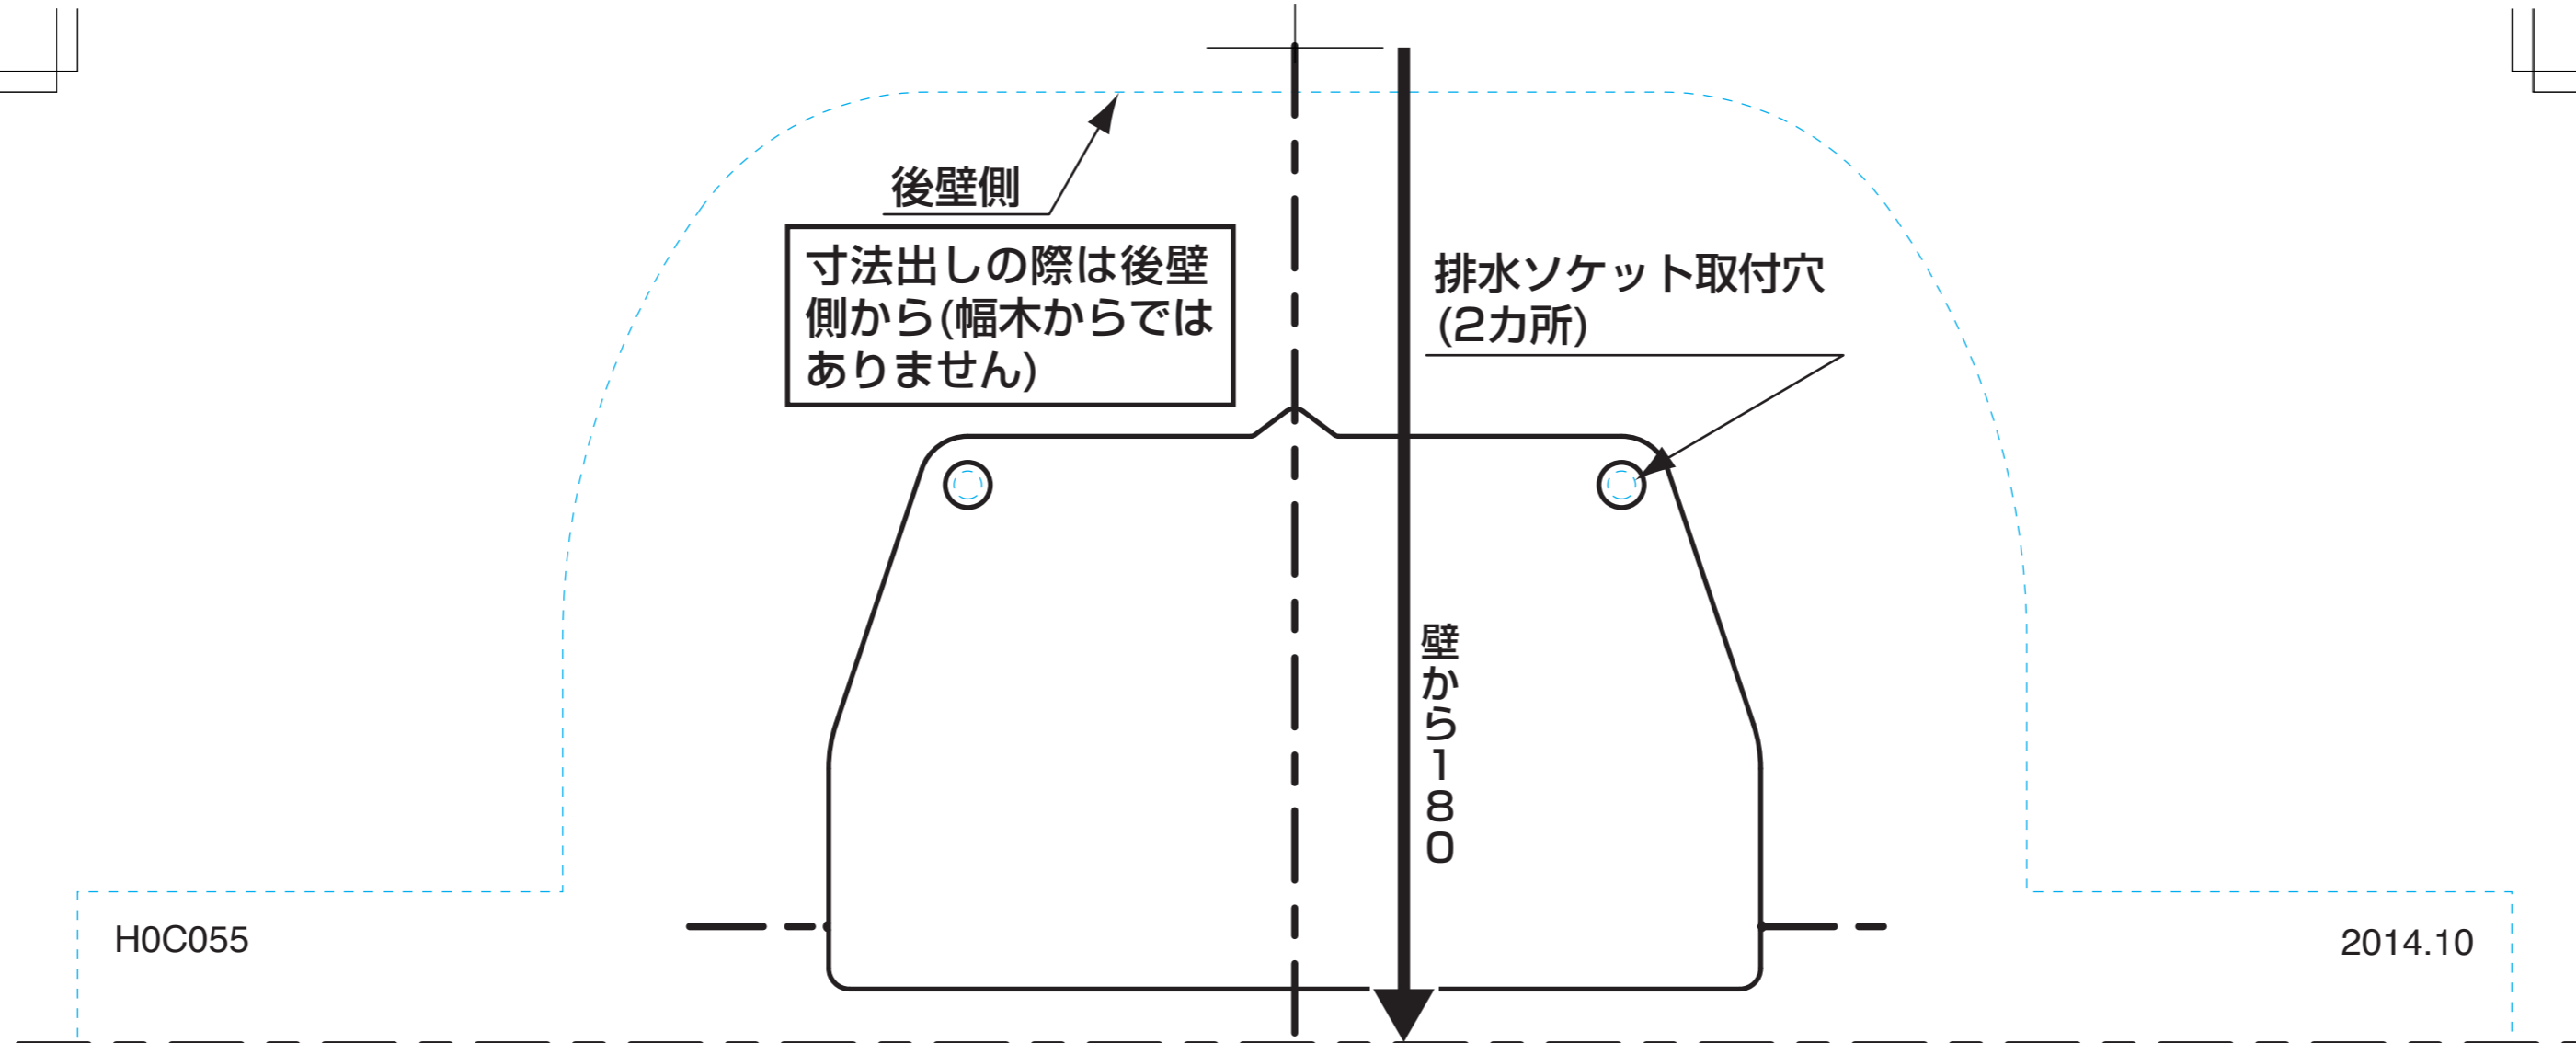 後壁側
寸法出しの際は後壁
側から(幅木からでは
ありません)
排水ソケット取付穴
(2カ所)
壁から180
H0C055
2014.10